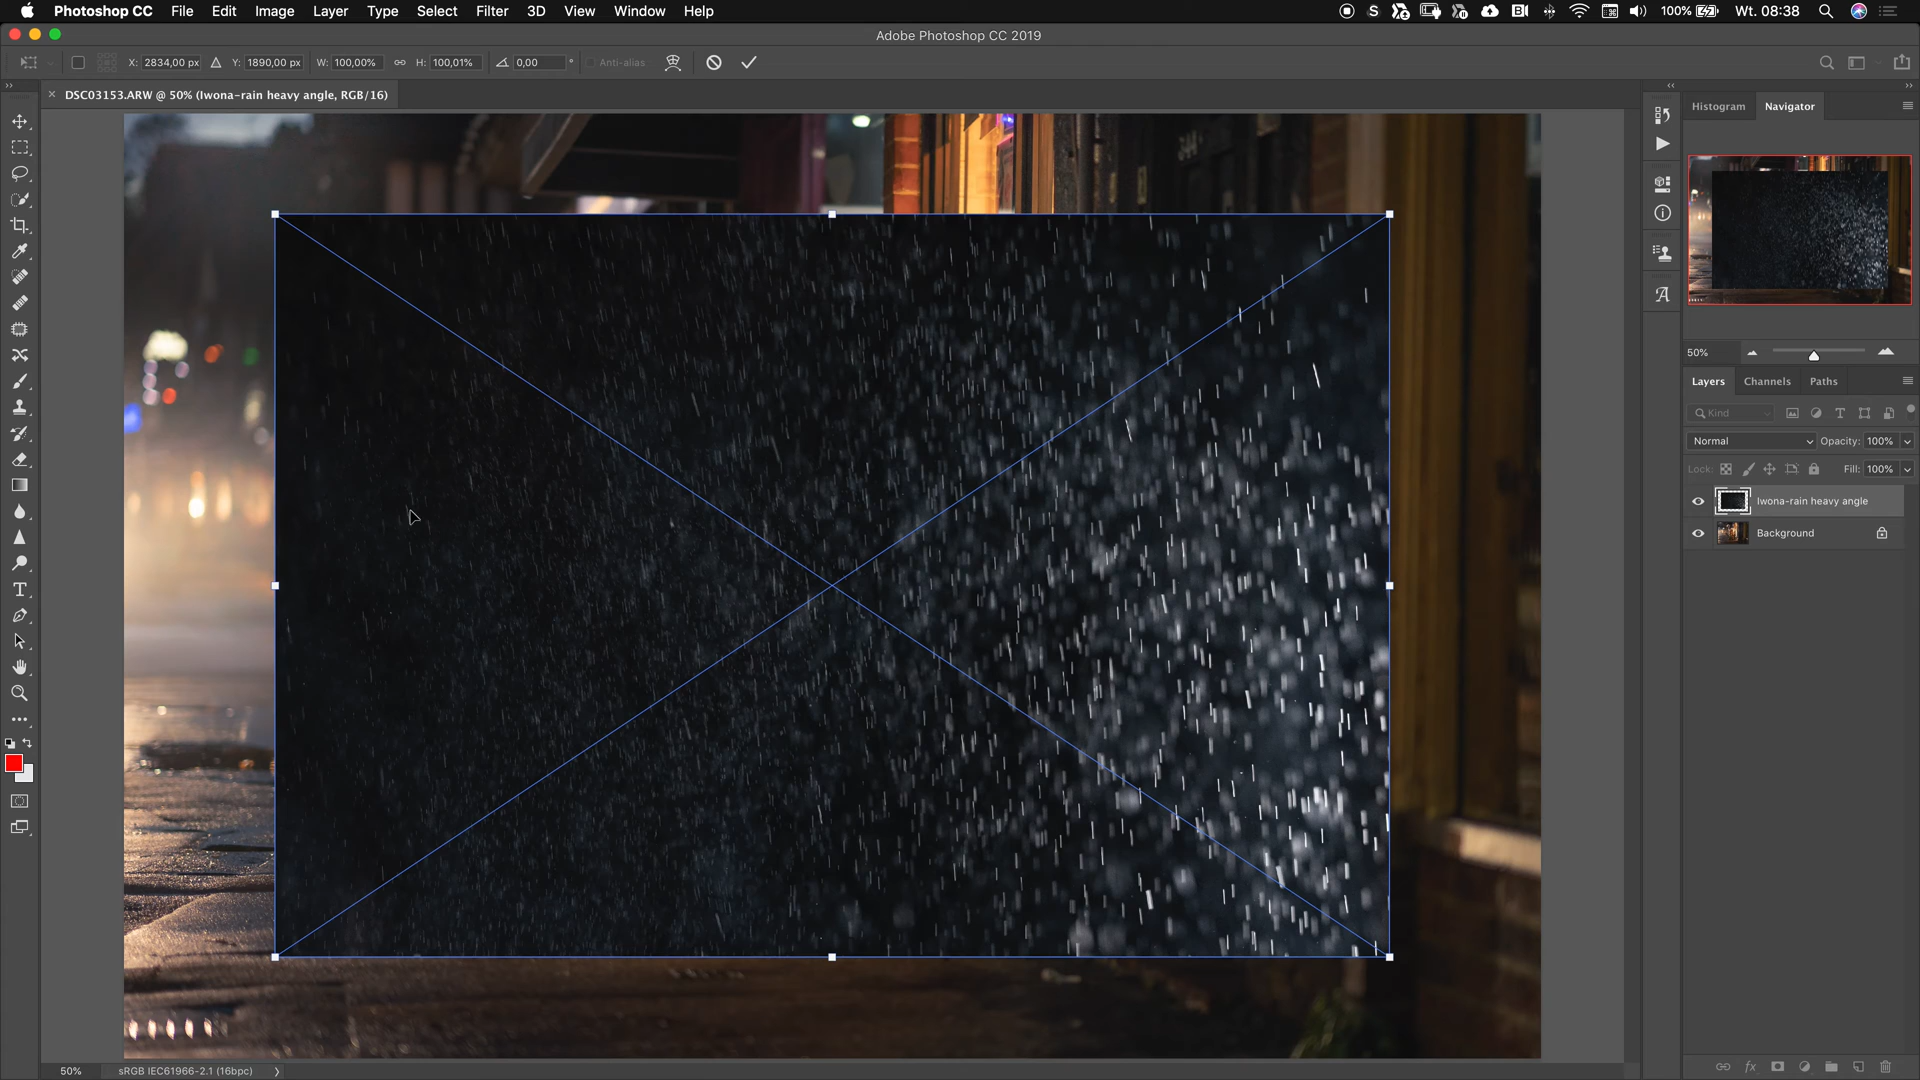 Photoshop CC File Edit Image Layer Type Select Filter 3D View Window Help 100% Wt. 08:38
Adobe Photoshop CC 2019
X: 2834,00 px Y: 1890,00 px W: 100,00% H: 100,01% 0,00 ° Anti-alias
DSC03153.ARW @ 50% (Iwona-rain heavy angle, RGB/16)
Histogram Navigator
50%
Layers Channels Paths
Kind
Normal Opacity: 100%
Lock: Fill: 100%
Iwona-rain heavy angle
Background
50% sRGB IEC61966-2.1 (16bpc)